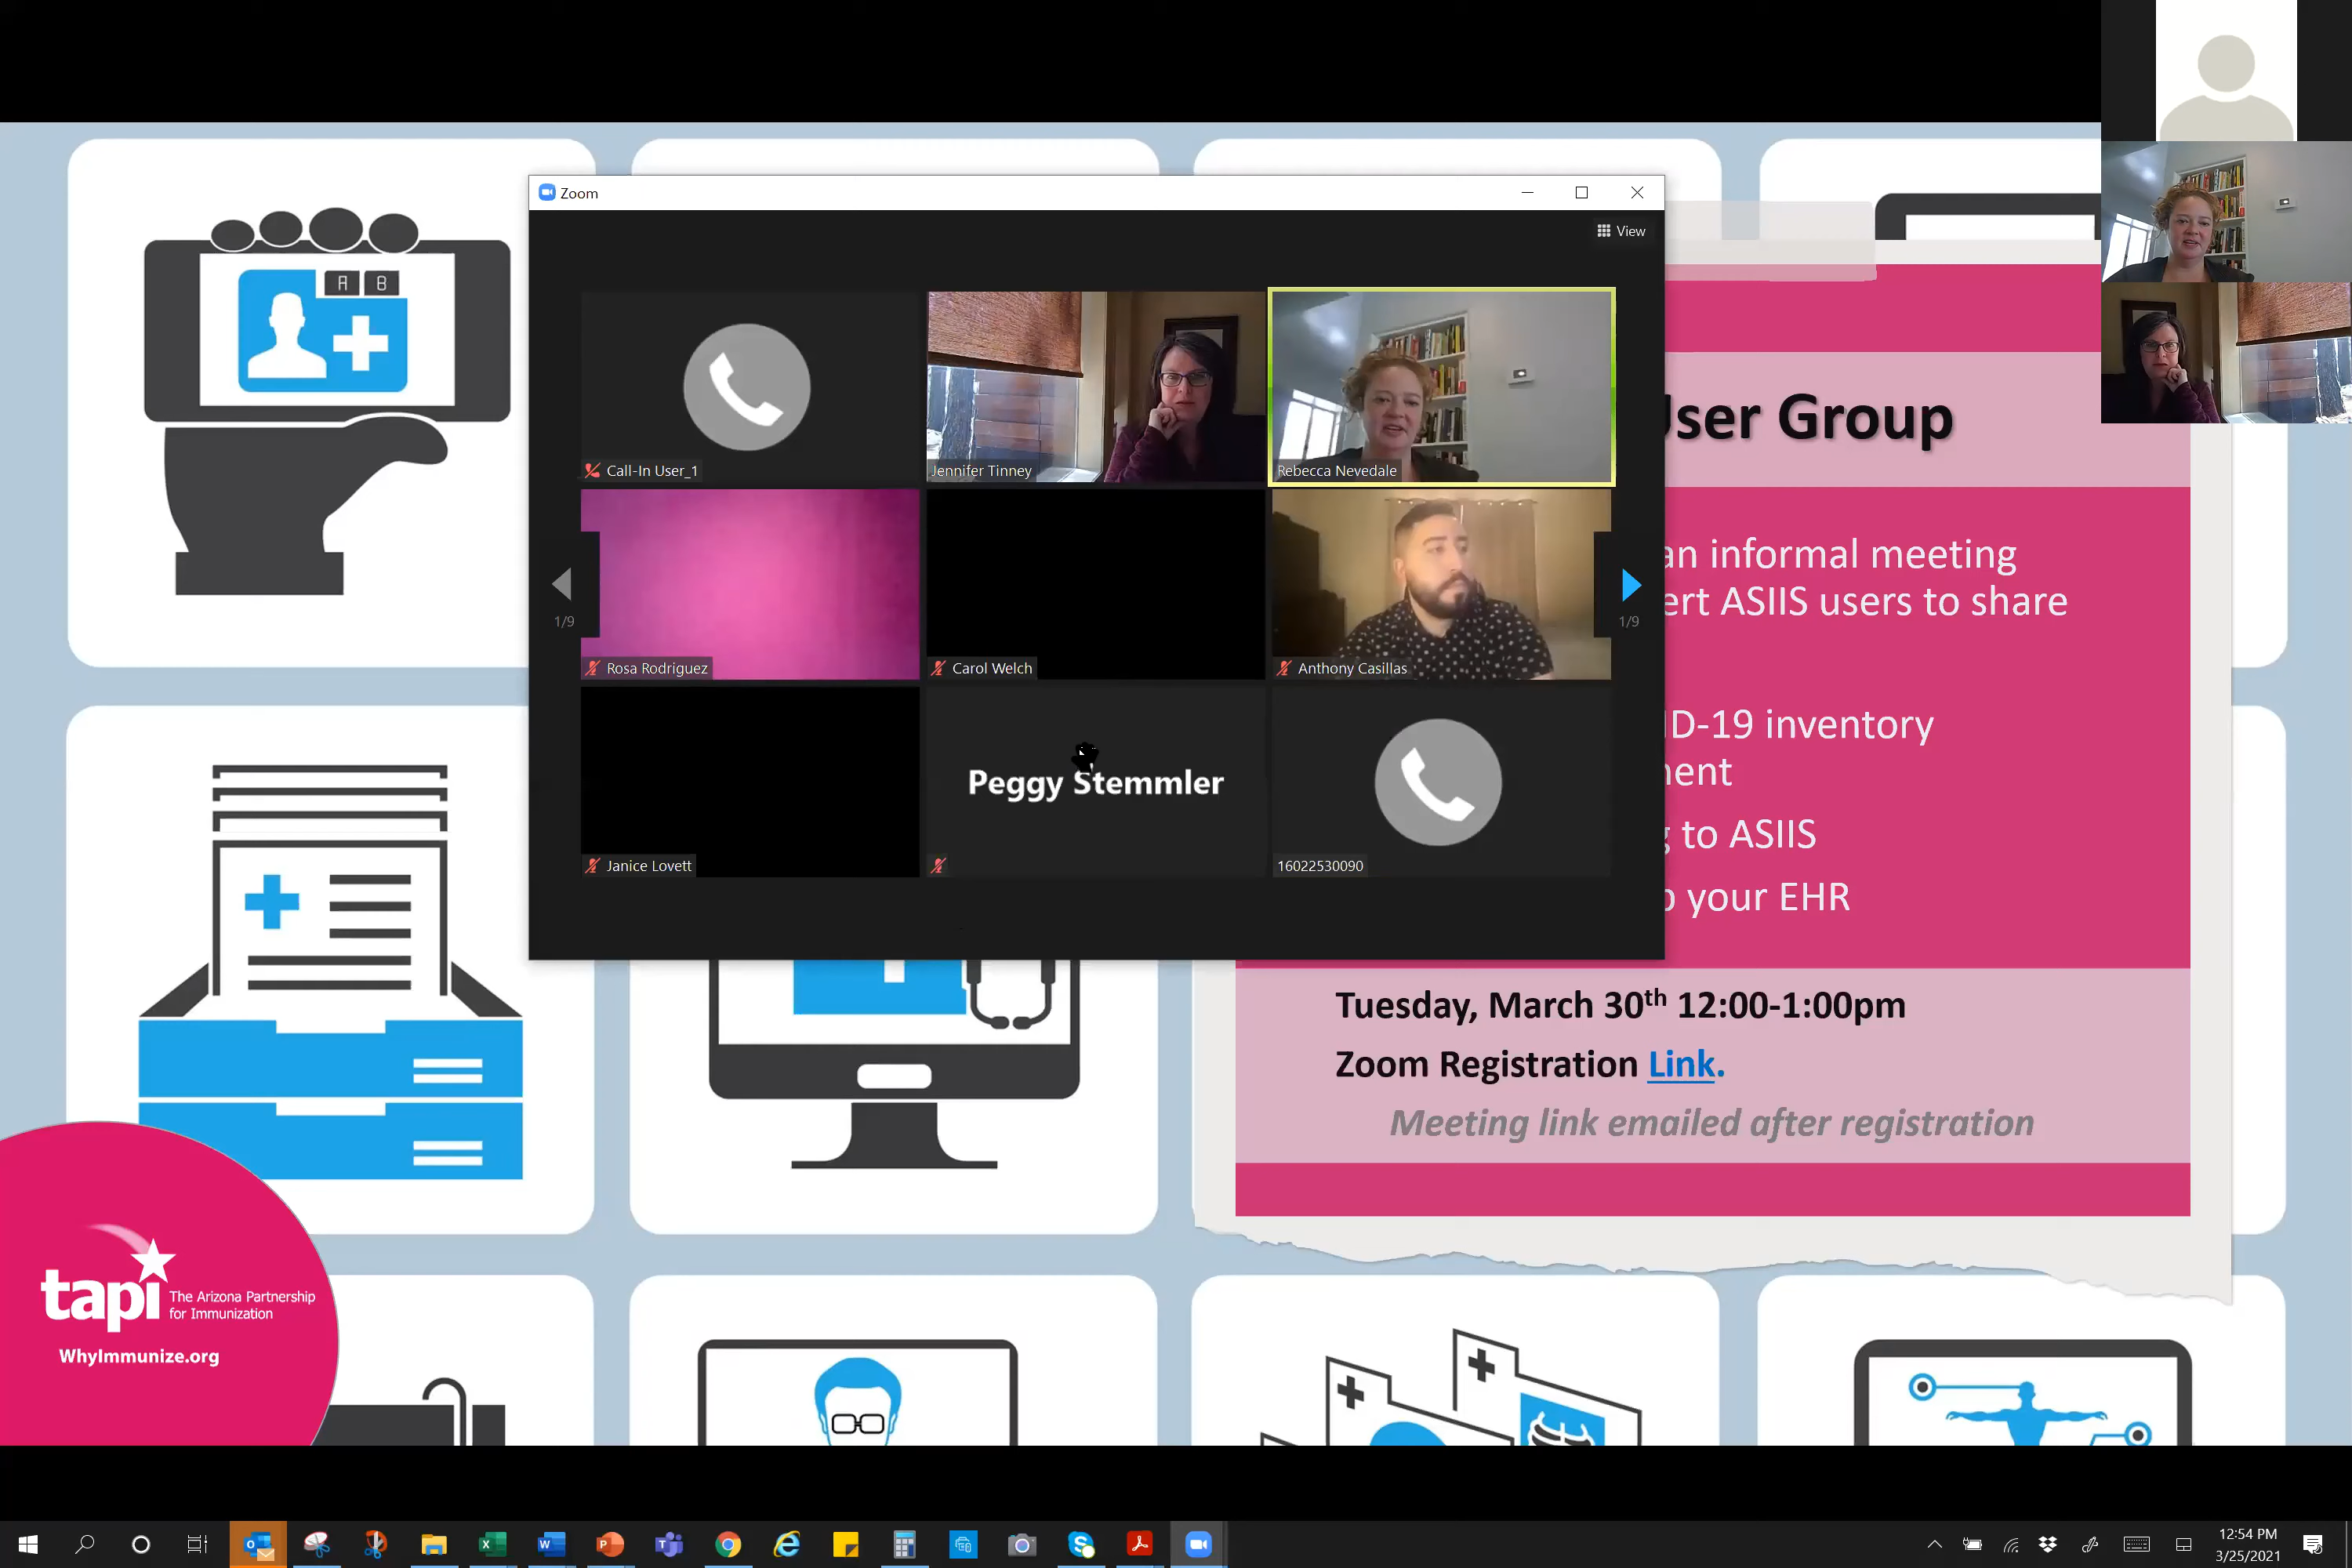 Zoom
View
Call-In User_1
Jennifer Tinney
Rebecca Nevedale
Rosa Rodriguez
Carol Welch
Anthony Casillas
1/9
1/9
Janice Lovett
Peggy Stemmler
16022530090
A B
User Group
an informal meeting
ert ASIIS users to share
ID-19 inventory
ment
g to ASIIS
your EHR
Tuesday, March 30th 12:00-1:00pm
Zoom Registration Link.
Meeting link emailed after registration
tapi
The Arizona Partnership
for Immunization
WhyImmunize.org
12:54 PM
3/25/2021